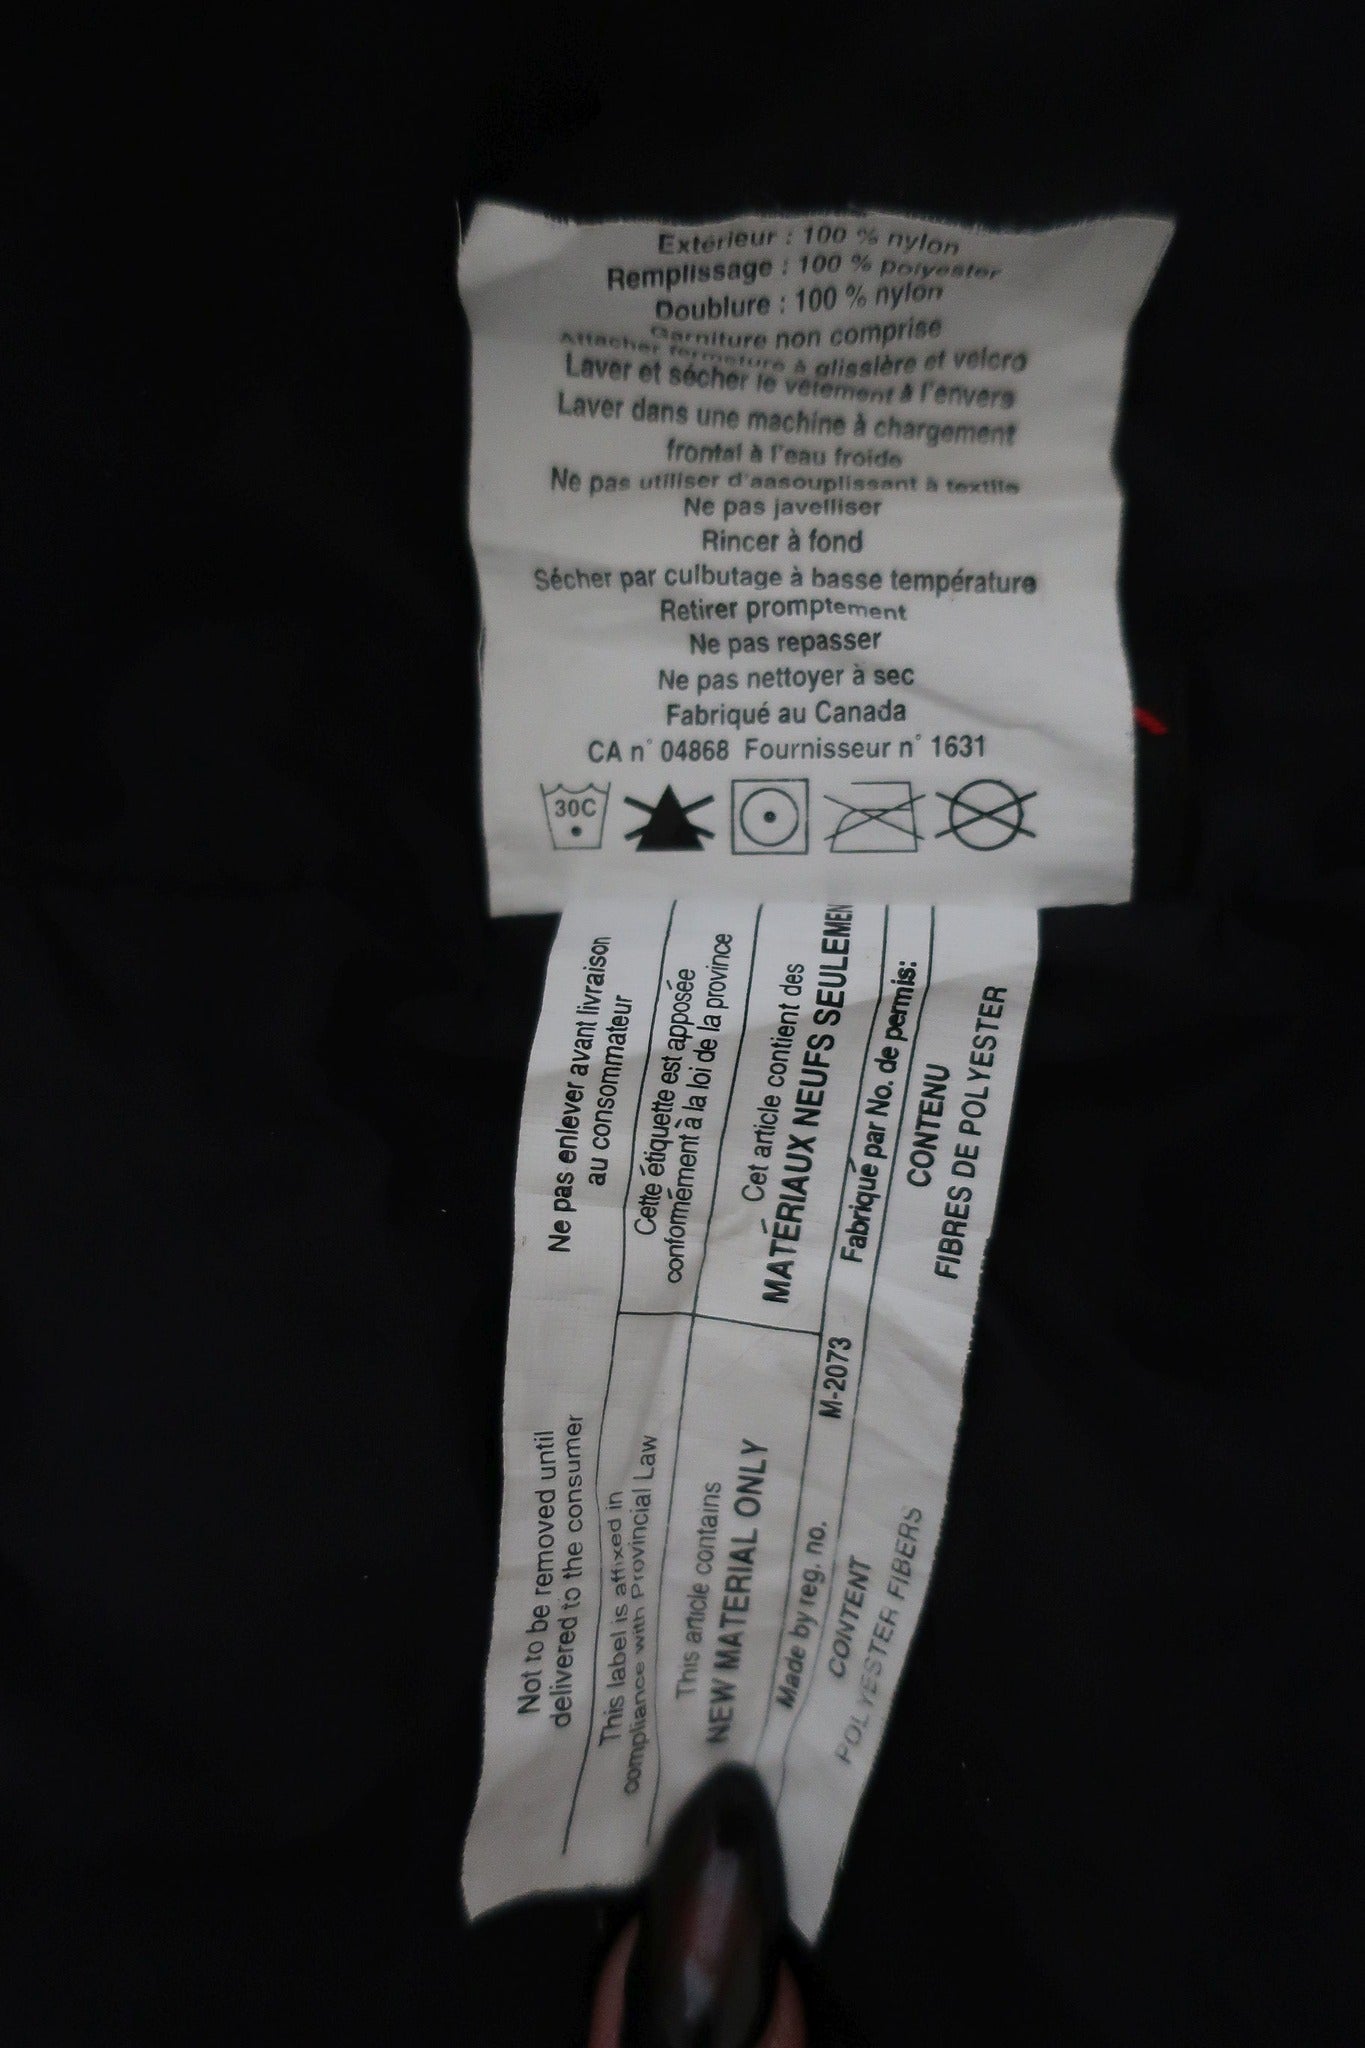 Extérieur : 100 % nylon
Remplissage : 100 % polyester
Doublure : 100 % nylon
Garniture non comprise
Attacher fermeture à glissière et velcro
Laver et sécher le vêtement à l'envers
Laver dans une machine à chargement
frontal à l'eau froide
Ne pas utiliser d'assouplissant à textile
Ne pas javelliser
Rincer à fond
Sécher par culbutage à basse température
Retirer promptement
Ne pas repasser
Ne pas nettoyer à sec
Fabriqué au Canada
CA n° 04868 Fournisseur n° 1631
30C
Ne pas enlever avant livraison
au consommateur
Cette étiquette est apposée
conformément à la loi de la province
Cet article contient des
MATÉRIAUX NEUFS SEULEMEN
Fabriqué par No. de permis:
CONTENU
FIBRES DE POLYESTER
Not to be removed until
delivered to the consumer
This label is affixed in
compliance with Provincial Law
This article contains
NEW MATERIAL ONLY
Made by reg. no.
M-2073
CONTENT
POLYESTER FIBERS